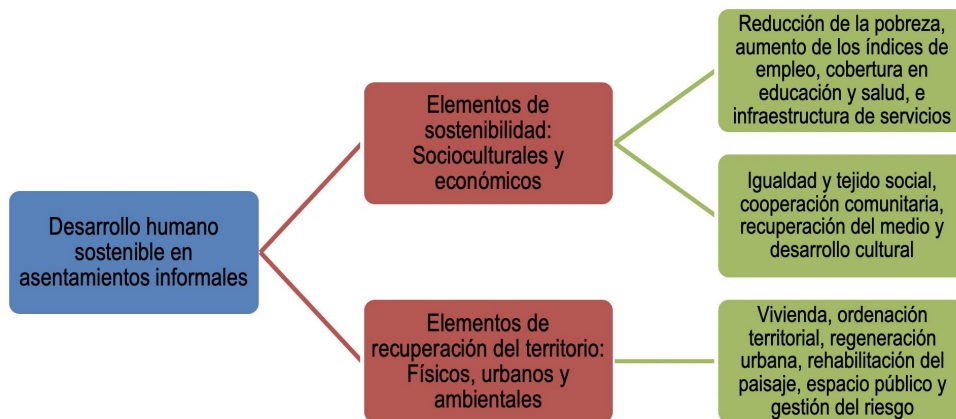 Desarrollo humano
sostenible en
asentamientos informales
Elementos de
sostenibilidad:
Socioculturales y
económicos
Reducción de la pobreza,
aumento de los índices de
empleo, cobertura en
educación y salud, e
infraestructura de servicios
Igualdad y tejido social,
cooperación comunitaria,
recuperación del medio y
desarrollo cultural
Elementos de
recuperación del territorio:
Físicos, urbanos y
ambientales
Vivienda, ordenación
territorial, regeneración
urbana, rehabilitación del
paisaje, espacio público y
gestión del riesgo